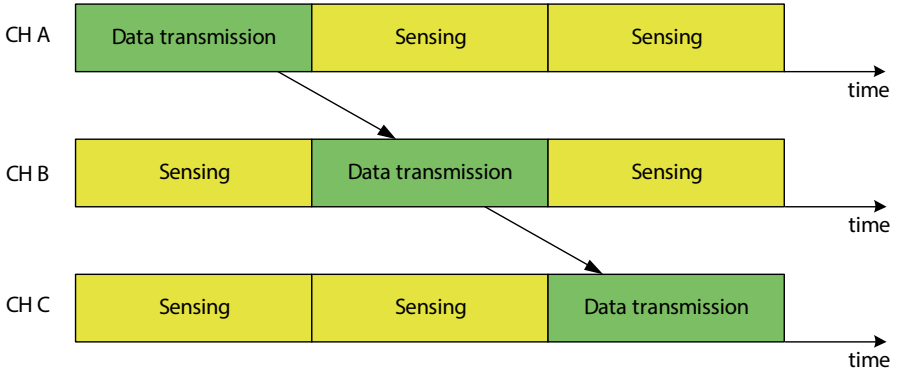 CH A Data transmission Sensing Sensing
time
CH B Sensing Data transmission Sensing
time
CH C Sensing Sensing Data transmission
time